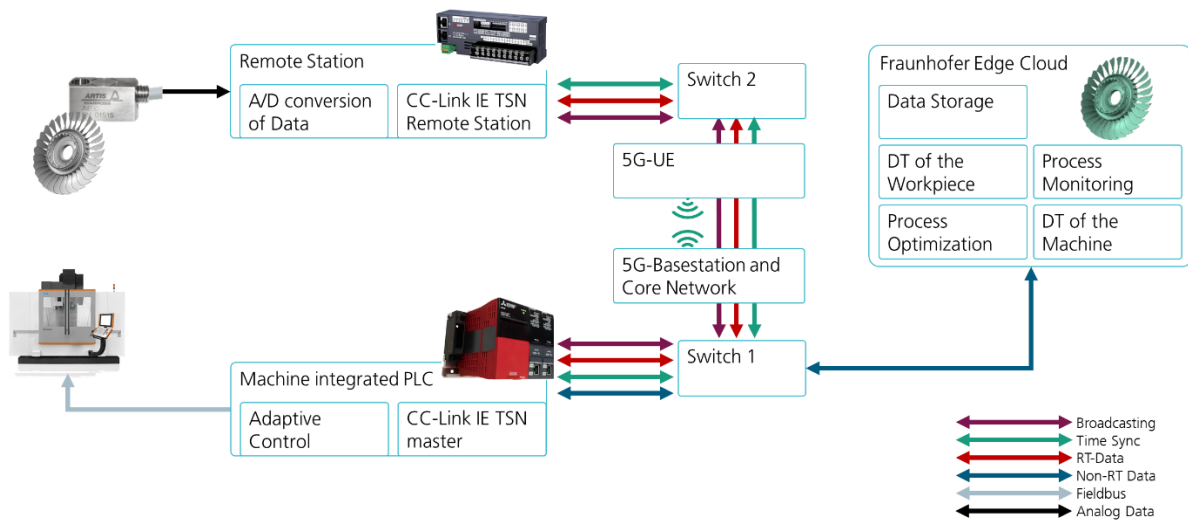 Remote Station
A/D conversion
of Data
CC-Link IE TSN
Remote Station
ARTIS
Switch 2
5G-UE
5G-Basestation and
Core Network
Switch 1
Fraunhofer Edge Cloud
Data Storage
DT of the
Workpiece
Process
Monitoring
Process
Optimization
DT of the
Machine
Machine integrated PLC
Adaptive
Control
CC-Link IE TSN
master
Broadcasting
Time Sync
RT-Data
Non-RT Data
Fieldbus
Analog Data